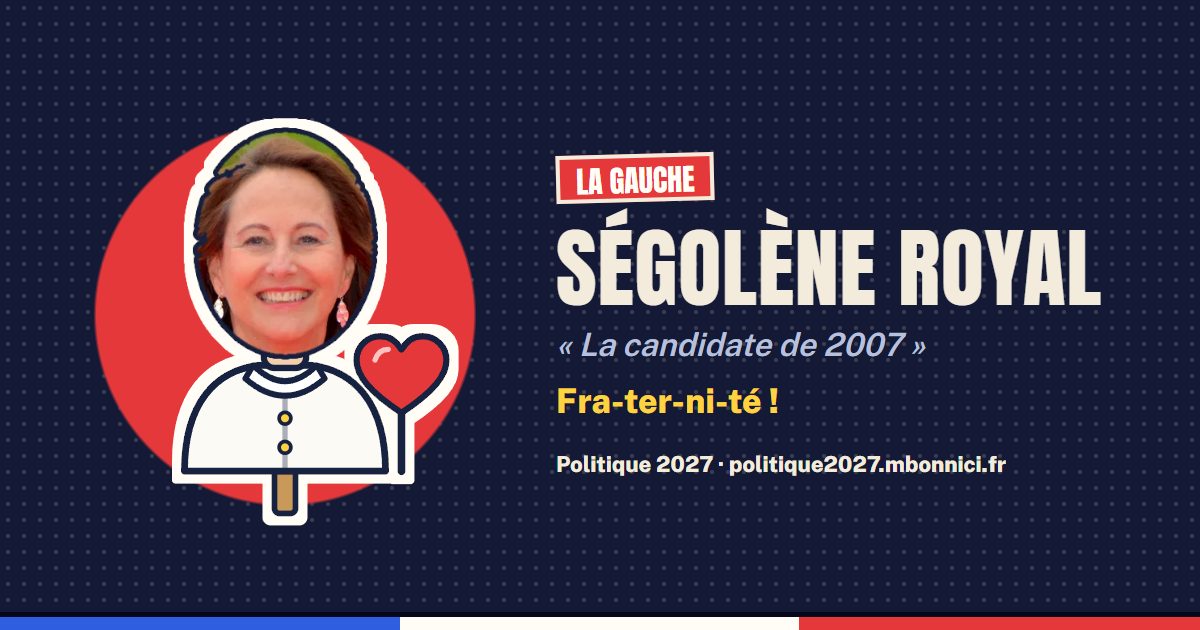 LA GAUCHE
SÉGOLÈNE ROYAL
« La candidate de 2007 »
Fra-ter-ni-té !
Politique 2027 · politique2027.mbonnici.fr